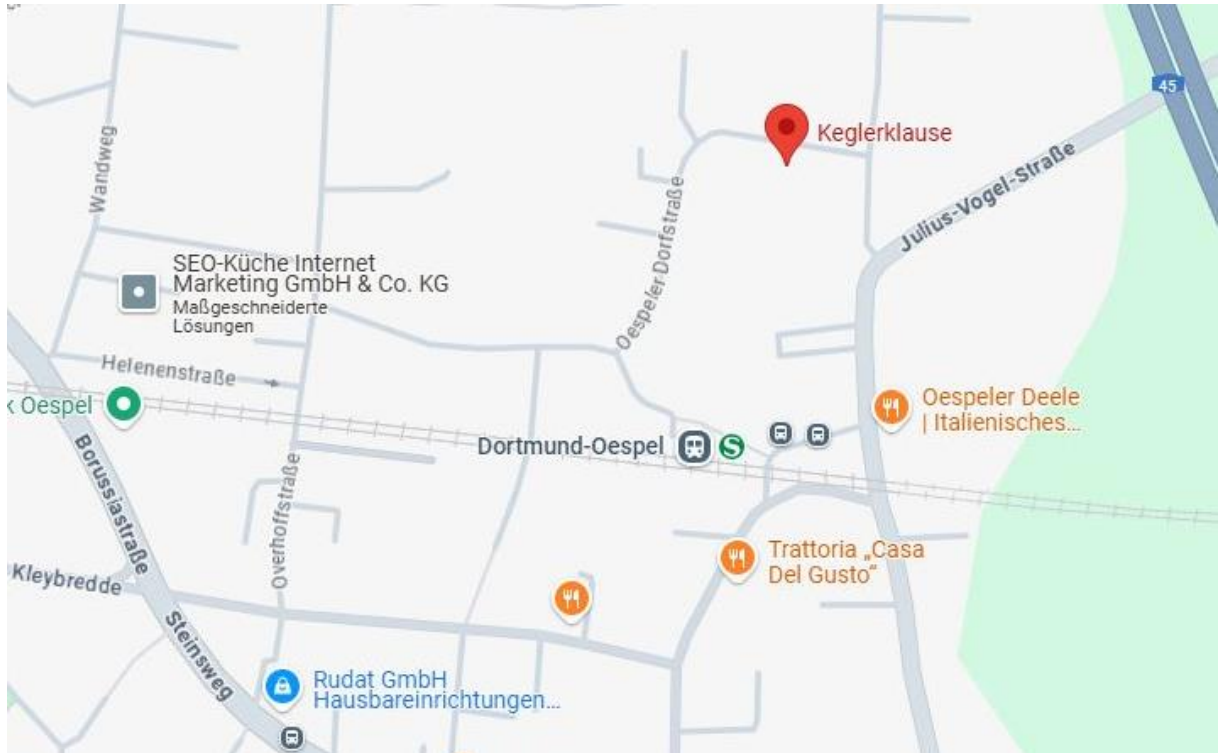 45
Keglerklause
Wandweg
Julius-Vogel-Straße
Oespeler Dorfstraße
SEO-Küche Internet
Marketing GmbH & Co. KG
Maßgeschneiderte
Lösungen
Helenenstraße
k Oespel
Oespeler Deele
| Italienisches...
Dortmund-Oespel
S
Borussiastraße
Overhoffstraße
Trattoria „Casa
Del Gusto“
Kleybredde
Steinsweg
Rudat GmbH
Hausbareinrichtungen...